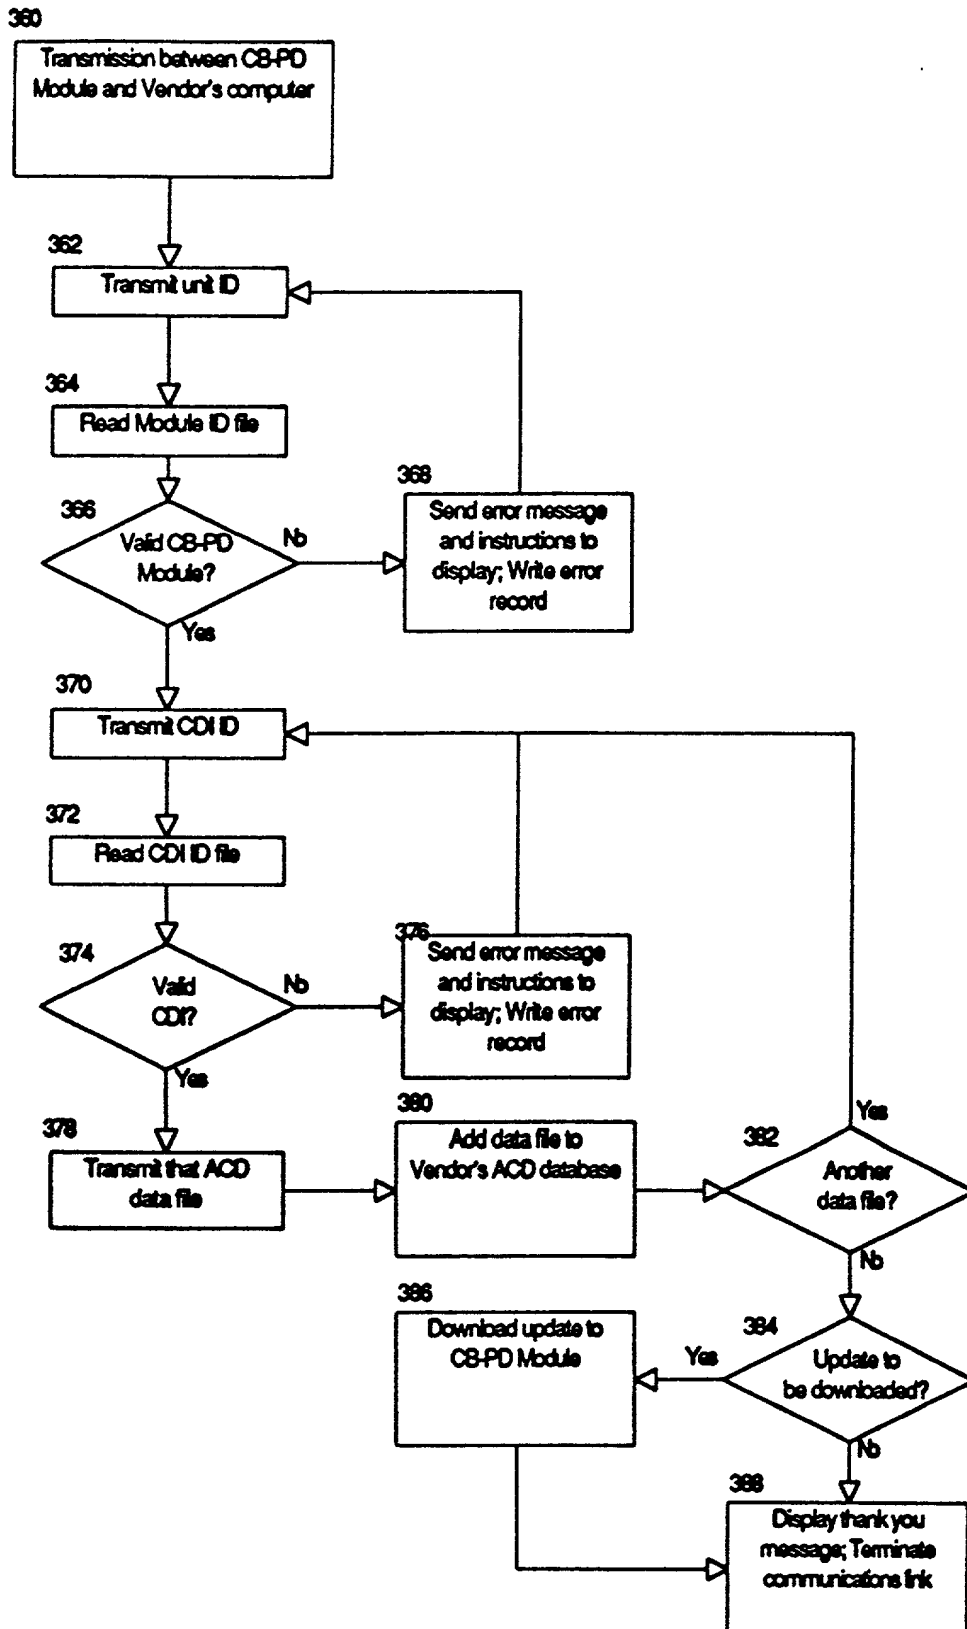 360
Transmission between CB-PD
Module and Vendor's computer
362
Transmit unit ID
364
Read Module ID file
366
Valid CB-PD
Module?
No
Yes
368
Send error message
and instructions to
display; Write error
record
370
Transmit CDI ID
372
Read CDI ID file
374
Valid
CDI?
No
Yes
376
Send error message
and instructions to
display; Write error
record
378
Transmit that ACD
data file
380
Add data file to
Vendor's ACD database
382
Another
data file?
Yes
No
384
Update to
be downloaded?
Yes
No
386
Download update to
CB-PD Module
388
Display thank you
message; Terminate
communications link